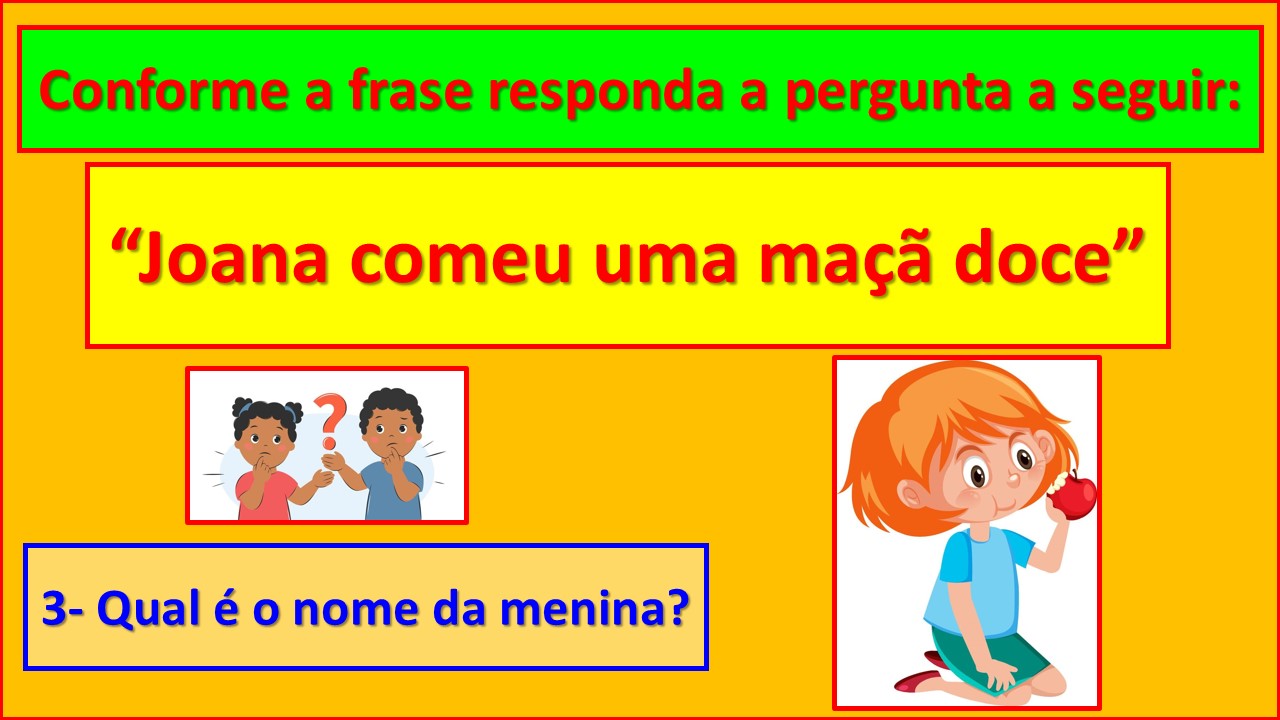 Conforme a frase responda a pergunta a seguir:
“Joana comeu uma maçã doce”
?
3- Qual é o nome da menina?